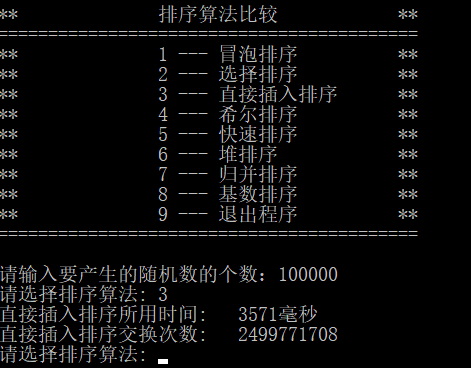 ** 排序算法比较 **
==========================================
** 1 --- 冒泡排序 **
** 2 --- 选择排序 **
** 3 --- 直接插入排序 **
** 4 --- 希尔排序 **
** 5 --- 快速排序 **
** 6 --- 堆排序 **
** 7 --- 归并排序 **
** 8 --- 基数排序 **
** 9 --- 退出程序 **
==========================================
请输入要产生的随机数的个数：100000
请选择排序算法: 3
直接插入排序所用时间: 3571毫秒
直接插入排序交换次数: 2499771708
请选择排序算法: